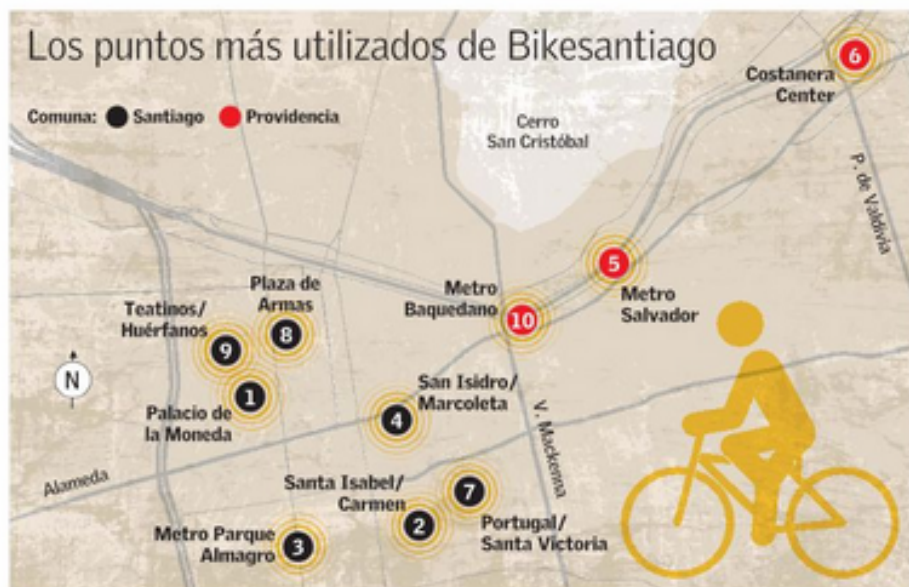 Los puntos más utilizados de Bikesantiago
Comuna: Santiago Providencia
6
Costanera
Center
Cerro
San Cristóbal
P. de Valdivia
5
Metro
Salvador
Metro
Baquedano
10
Plaza de
Armas
8
Teatinos/
Huérfanos
9
N
1
Palacio de
la Moneda
San Isidro/
Marcoleta
4
V. Mackenna
Alameda
Santa Isabel/
Carmen
2
7
Portugal/
Santa Victoria
Metro Parque
Almagro
3